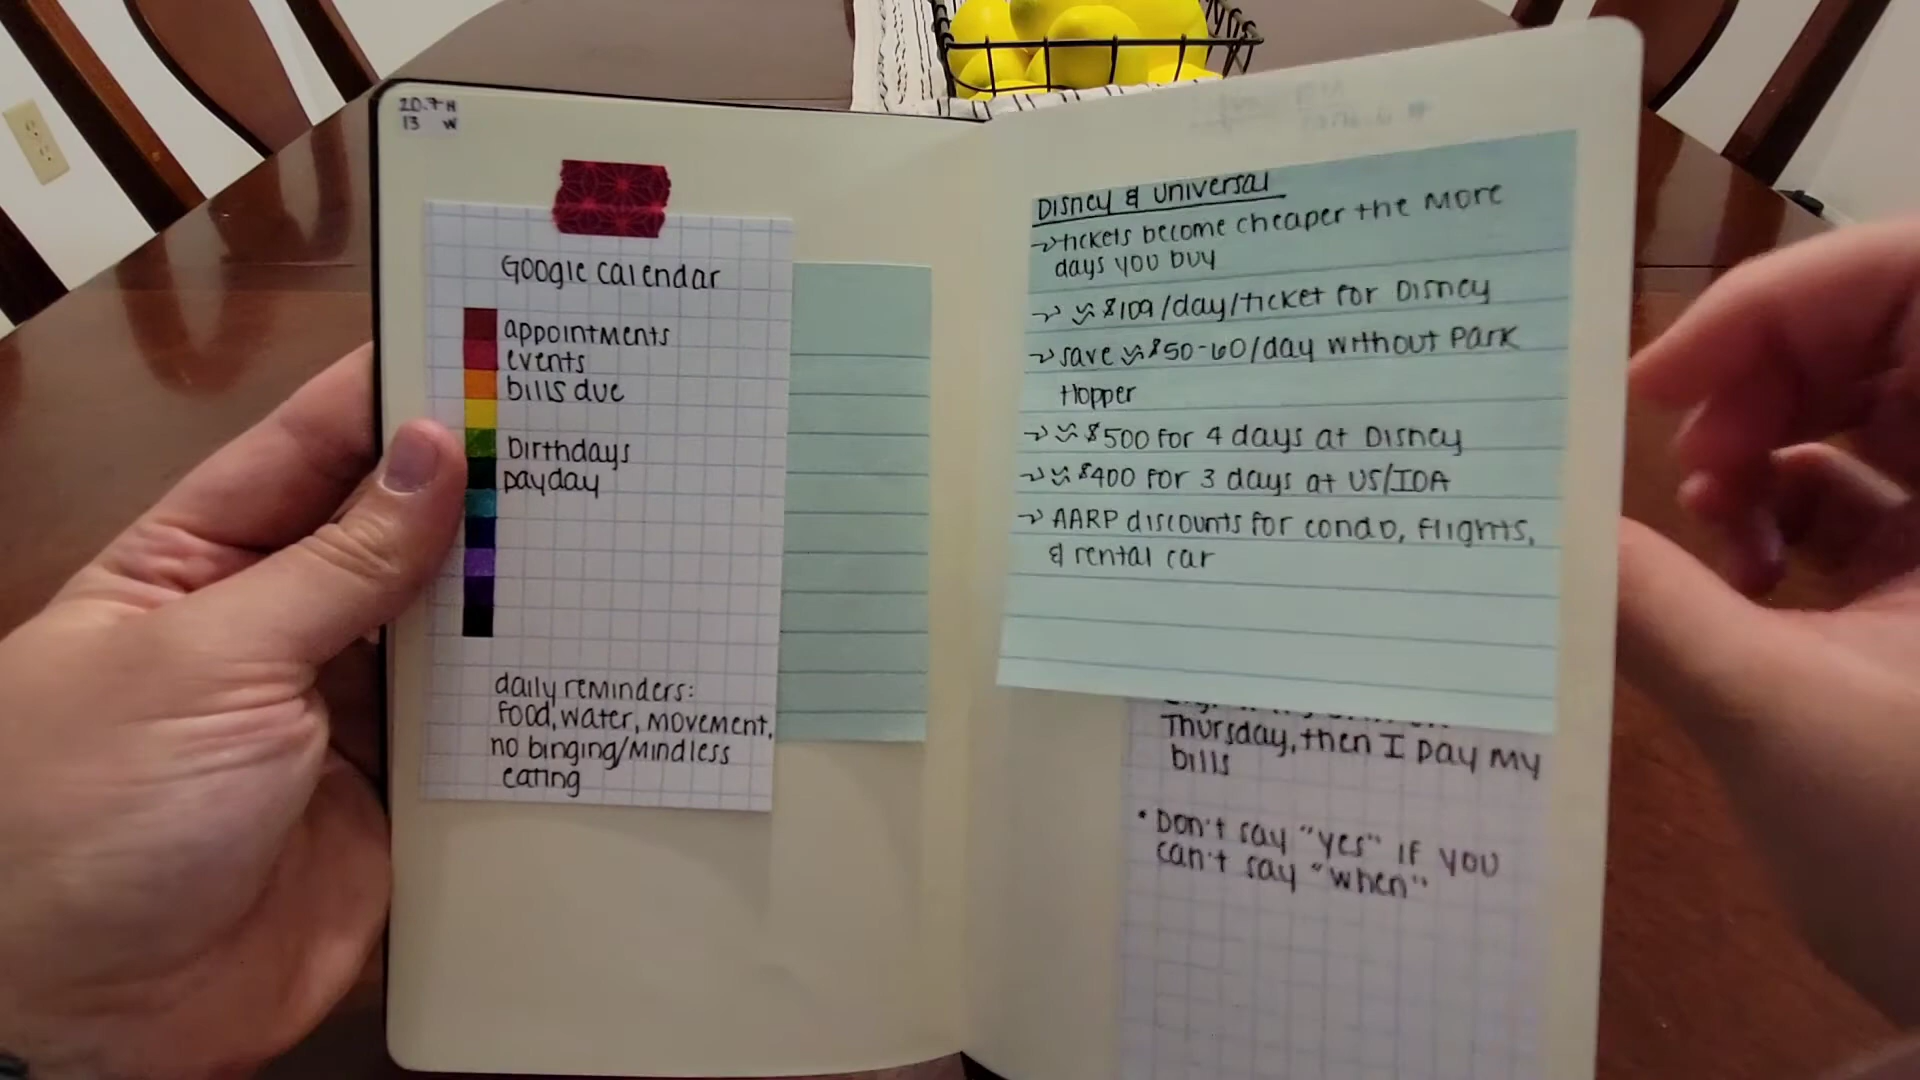 20.7 H
13 W
Google calendar
appointments
events
bills due
birthdays
payday
daily reminders:
food, water, movement,
no binging/mindless
eating
Disney & Universal
→ tickets become cheaper the more
days you buy
→ ≈ $109/day/ticket for Disney
→ save ≈ $50-60/day without Park
Hopper
→ ≈ $500 for 4 days at Disney
→ ≈ $400 for 3 days at US/IOA
→ AARP discounts for condo, flights,
& rental car
Thursday, then I pay my
bills
• Don't say "yes" if you
can't say "when"